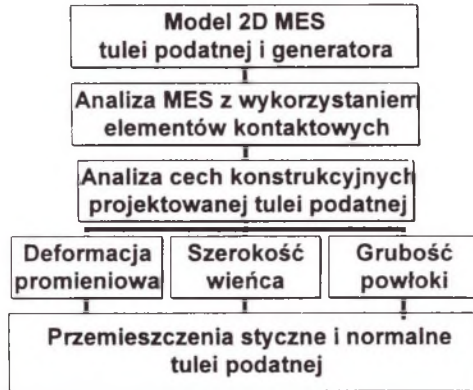 Model 2D MES
tulei podatnej i generatora
Analiza MES z wykorzystaniem
elementów kontaktowych
Analiza cech konstrukcyjnych
projektowanej tulei podatnej
Deformacja
promieniowa
Szerokość
wieńca
Grubość
powłoki
Przemieszczenia styczne i normalne
tulei podatnej